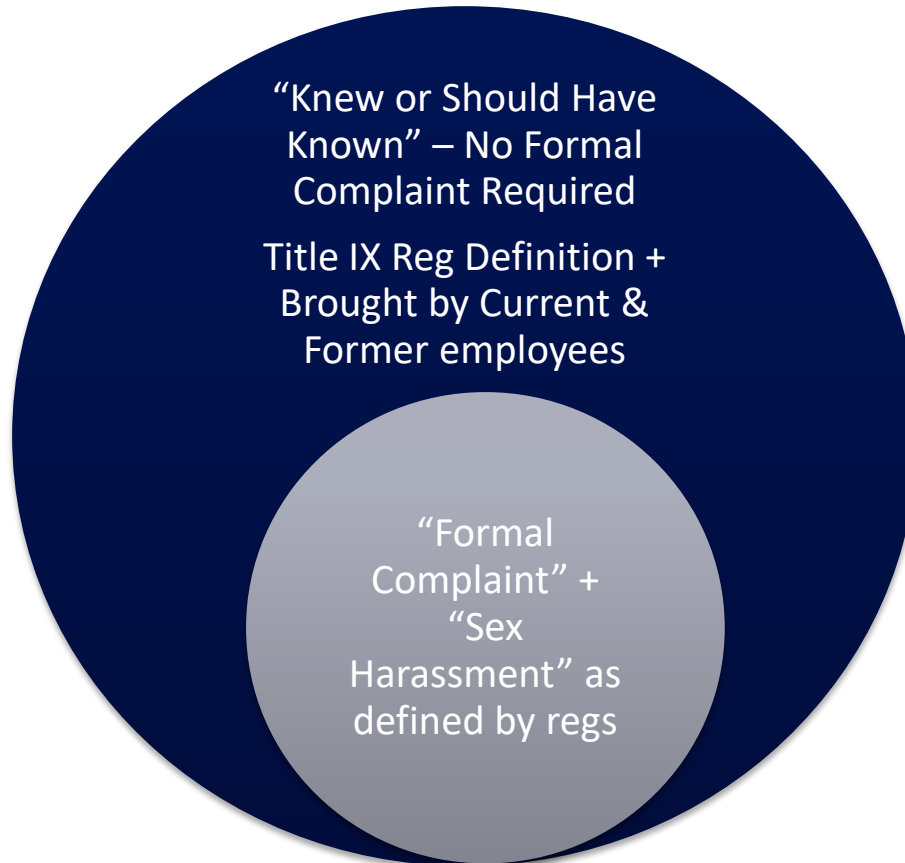 “Knew or Should Have
Known” – No Formal
Complaint Required
Title IX Reg Definition +
Brought by Current &
Former employees
“Formal
Complaint” +
“Sex
Harassment” as
defined by regs